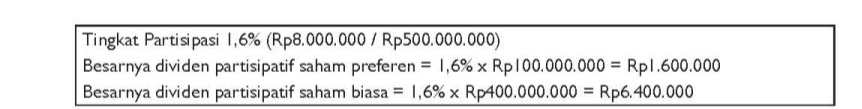 Tingkat Partisipasi 1,6% (Rp8.000.000 / Rp500.000.000)
Besarnya dividen partisipatif saham preferen = 1,6% x Rp100.000.000 = Rp1.600.000
Besarnya dividen partisipatif saham biasa = 1,6% x Rp400.000.000 = Rp6.400.000